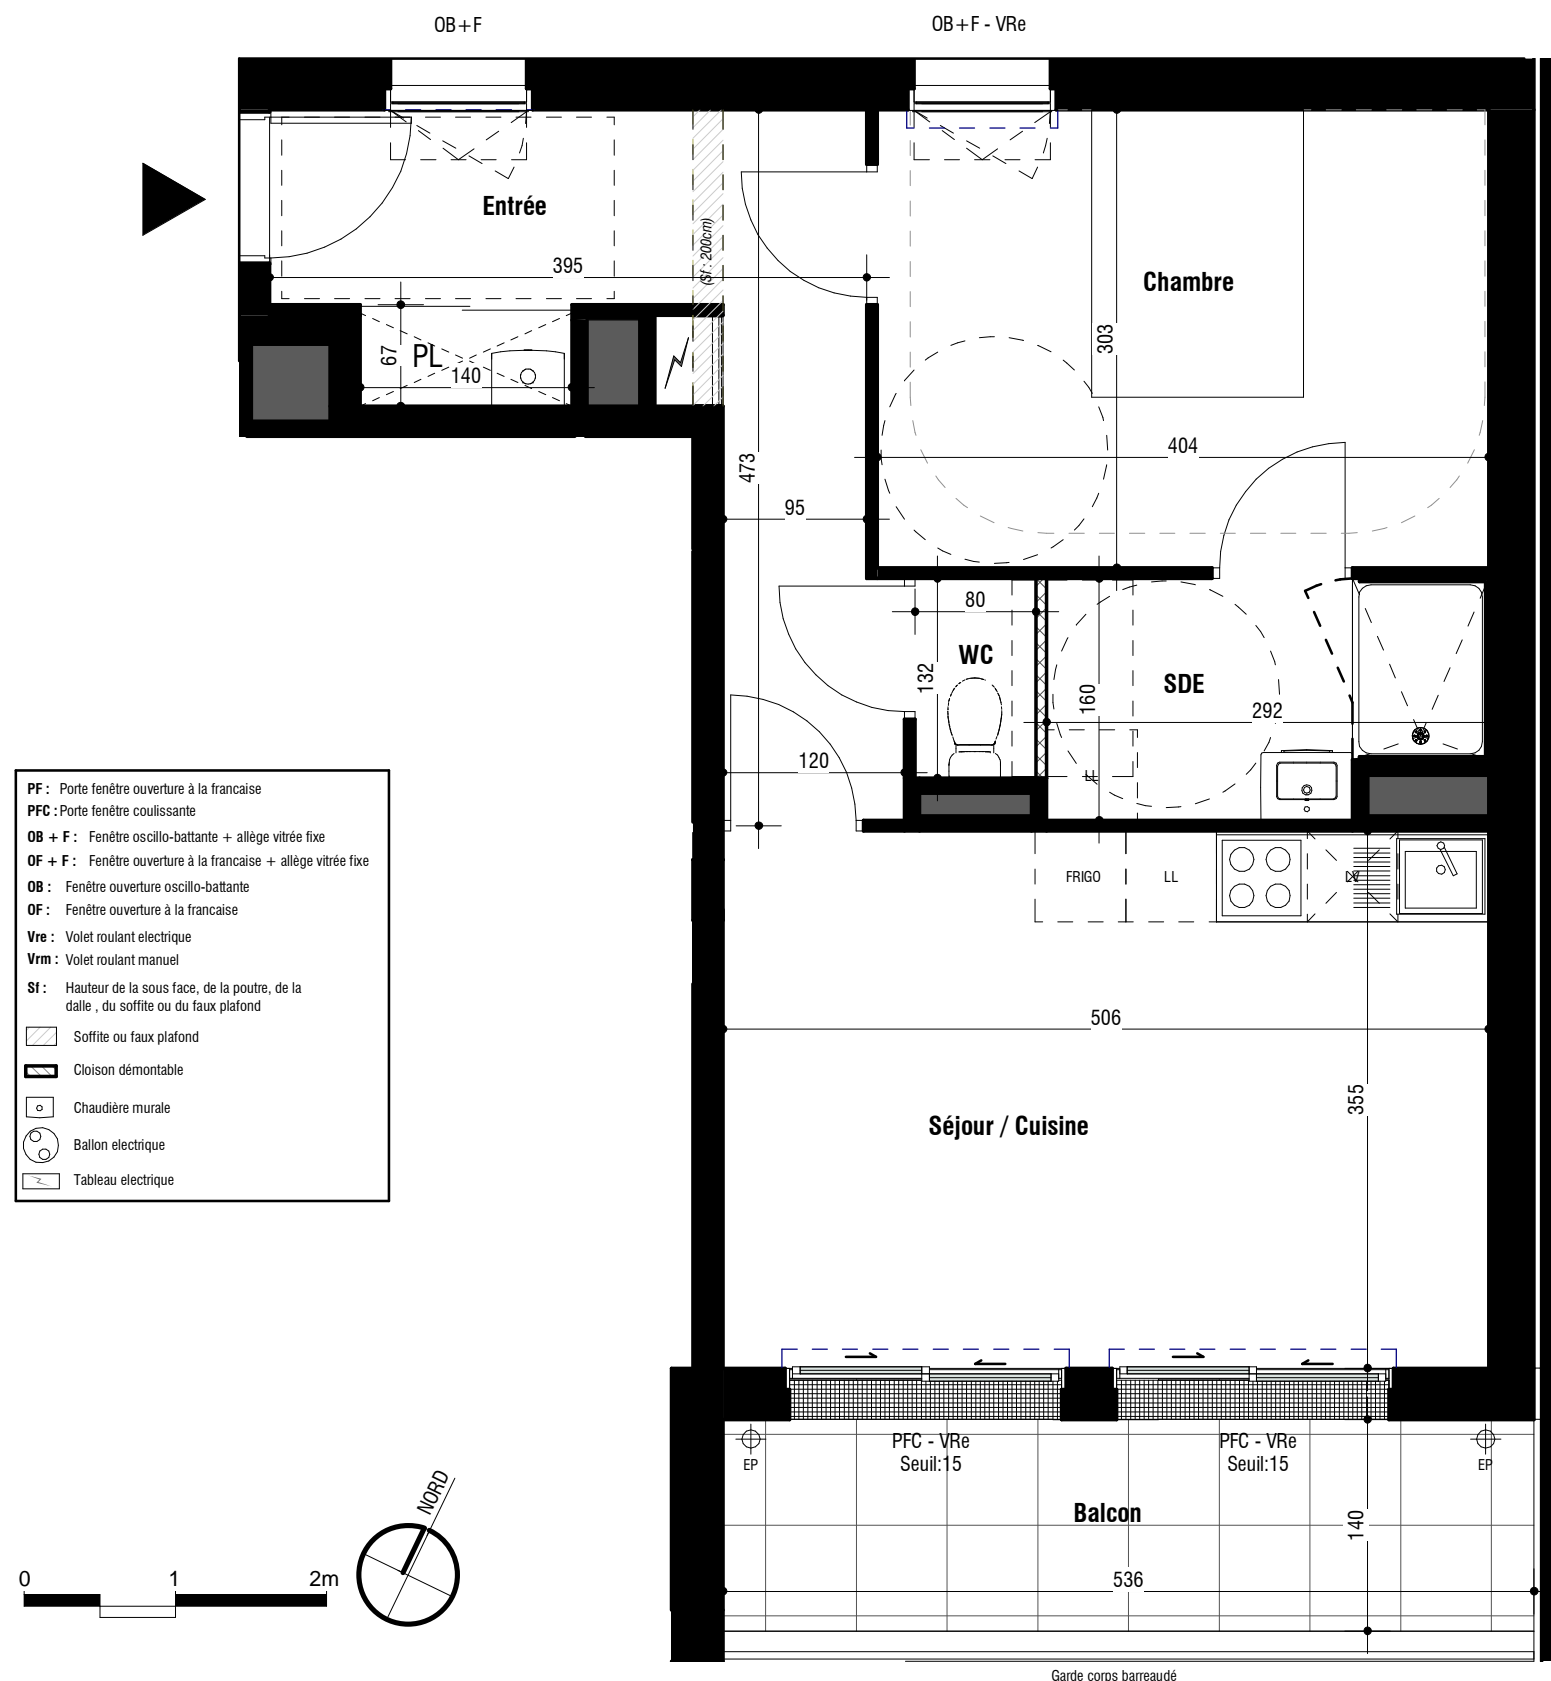 OB+F
OB+F - VRe
Entrée
(Sf : 200cm)
395
Chambre
303
67
PL
140
404
473
95
80
WC
132
SDE
160
292
120
FRIGO
LL
LV
506
355
Séjour / Cuisine
PF : Porte fenêtre ouverture à la francaise
PFC : Porte fenêtre coulissante
OB + F : Fenêtre oscillo-battante + allège vitrée fixe
OF + F : Fenêtre ouverture à la francaise + allège vitrée fixe
OB : Fenêtre ouverture oscillo-battante
OF : Fenêtre ouverture à la francaise
Vre : Volet roulant electrique
Vrm : Volet roulant manuel
Sf : Hauteur de la sous face, de la poutre, de la
dalle , du soffite ou du faux plafond
Soffite ou faux plafond
Cloison démontable
Chaudière murale
Ballon electrique
Tableau electrique
PFC - VRe
Seuil:15
PFC - VRe
Seuil:15
EP
EP
Balcon
140
536
NORD
0 1 2m
Garde corps barreaudé